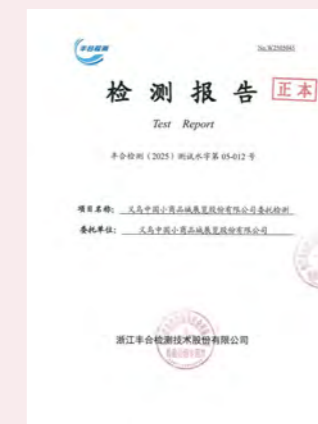 丰合检测
检测报告
正本
Test Report
丰合检测（2025）测试水字第 05-012 号
项目名称：义乌中国小商品城展览股份有限公司委托检测
委托单位：义乌中国小商品城展览股份有限公司
浙江丰合检测技术股份有限公司